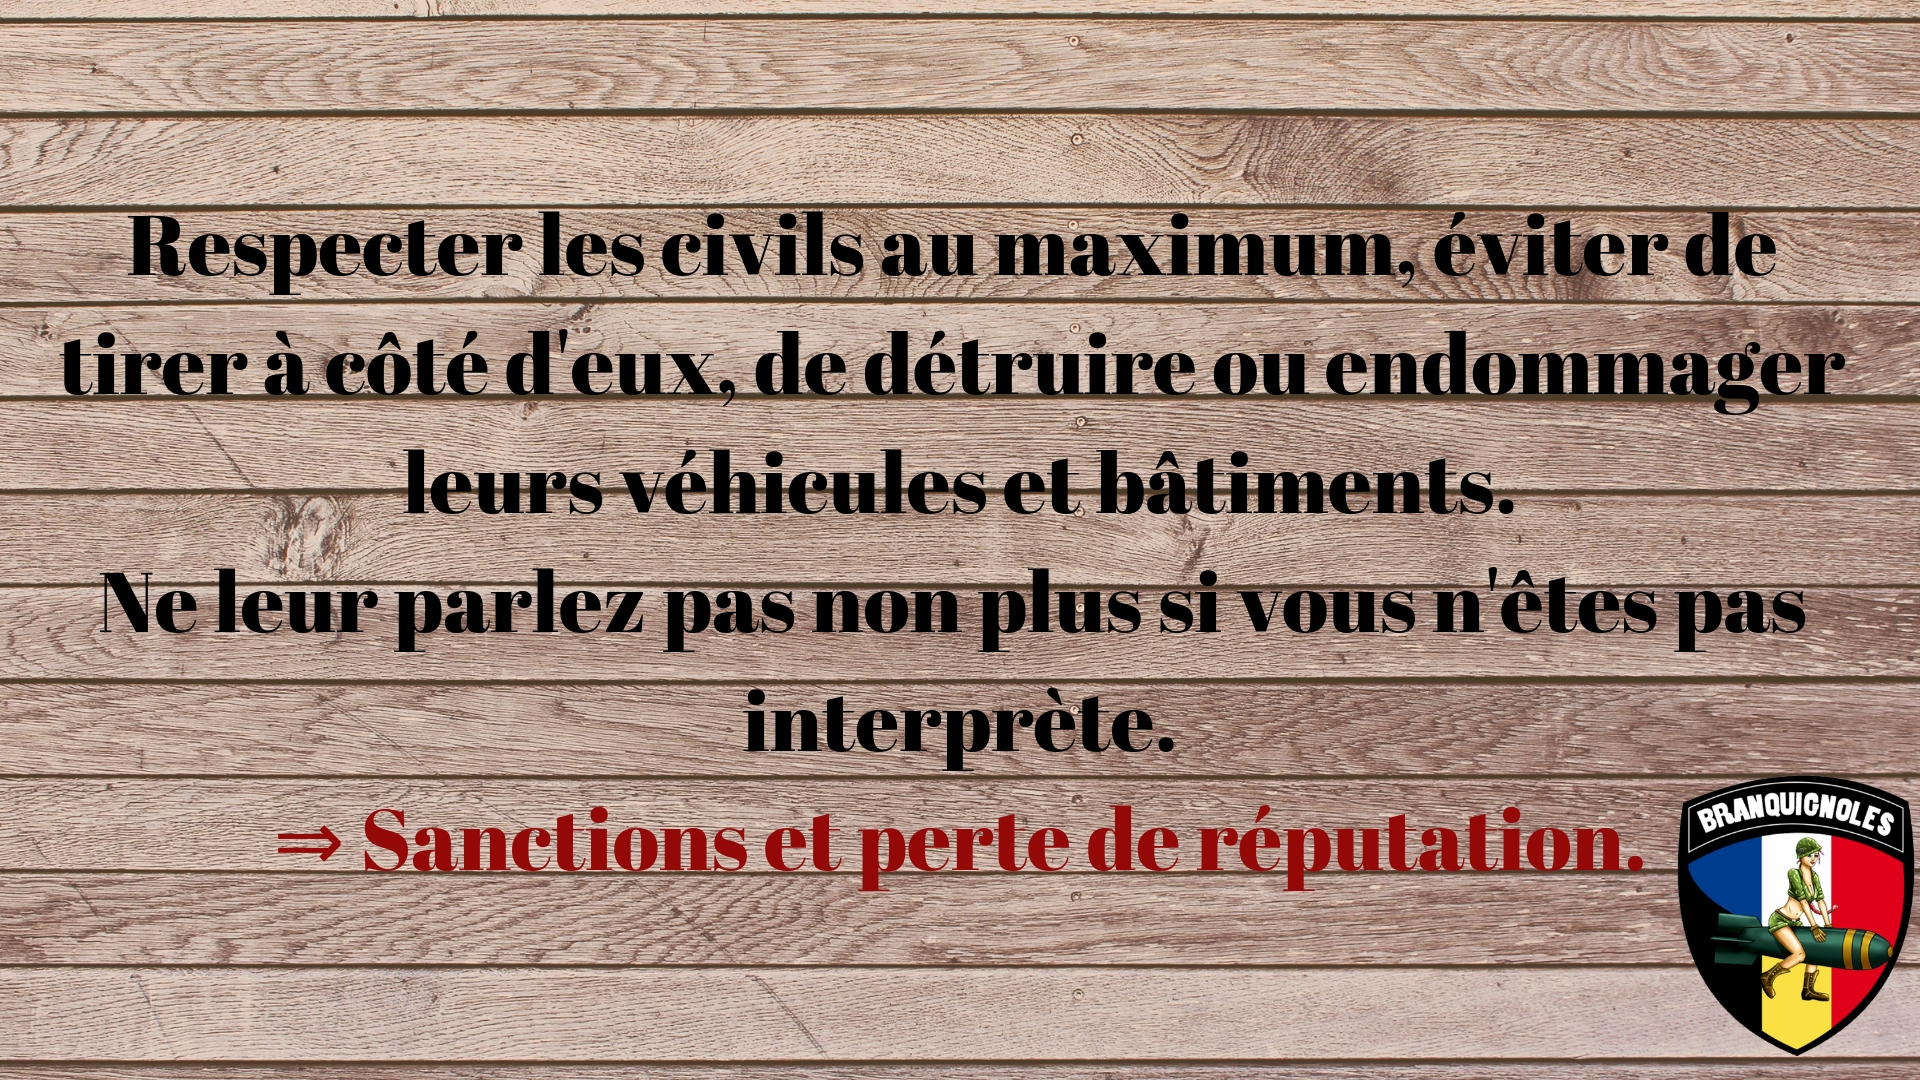 Respecter les civils au maximum, éviter de
tirer à côté d'eux, de détruire ou endommager
leurs véhicules et bâtiments.
Ne leur parlez pas non plus si vous n'êtes pas
interprète.
⇒ Sanctions et perte de réputation.
BRANQUIGNOLES